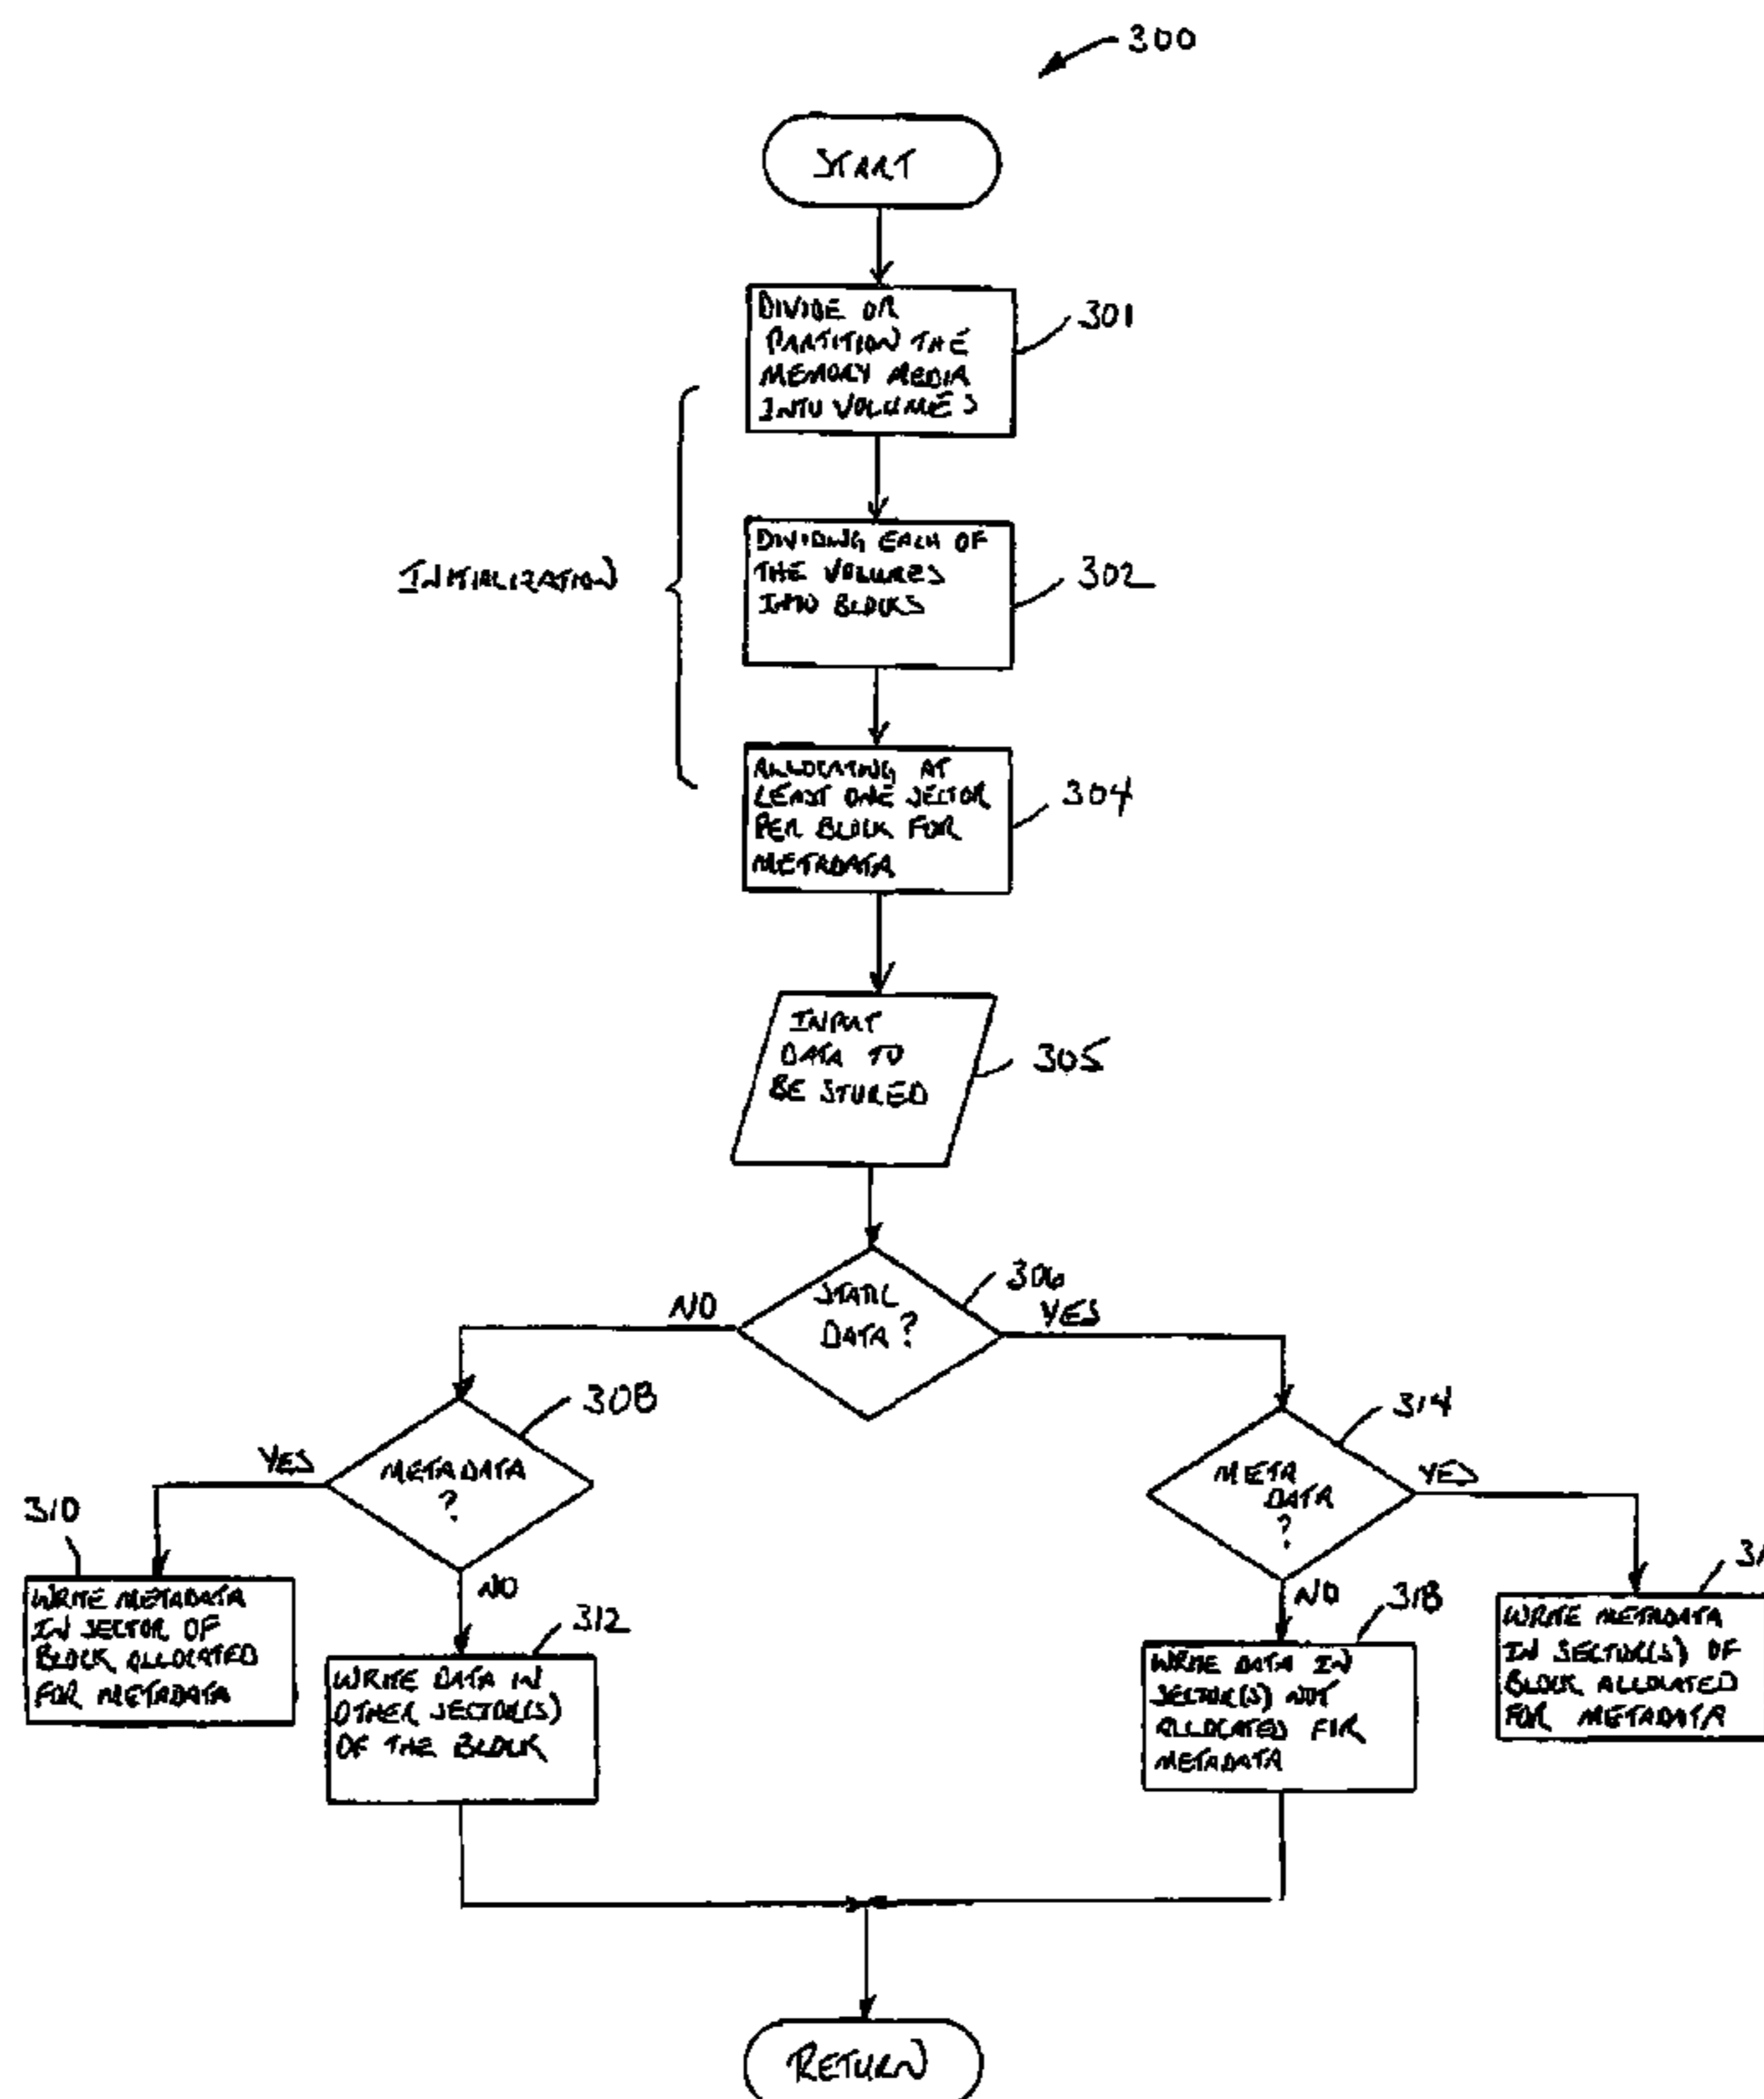 300
START
DIVIDE OR
PARTITION THE
MEMORY MEDIA
INTO VOLUMES
301
DIVIDING EACH OF
THE VOLUMES
INTO BLOCKS
302
INITIALIZATION
ALLOCATING AT
LEAST ONE SECTOR
PER BLOCK FOR
METADATA
304
INPUT
DATA TO
BE STORED
305
STATIC
DATA?
306
NO
YES
METADATA
?
308
YES
NO
META
DATA
?
314
YES
NO
310
WRITE METADATA
IN SECTOR OF
BLOCK ALLOCATED
FOR METADATA
312
WRITE DATA IN
OTHER SECTOR(S)
OF THE BLOCK
318
WRITE DATA IN
SECTOR(S) NOT
ALLOCATED FOR
METADATA
WRITE METADATA
IN SECTOR(S) OF
BLOCK ALLOCATED
FOR METADATA
RETURN